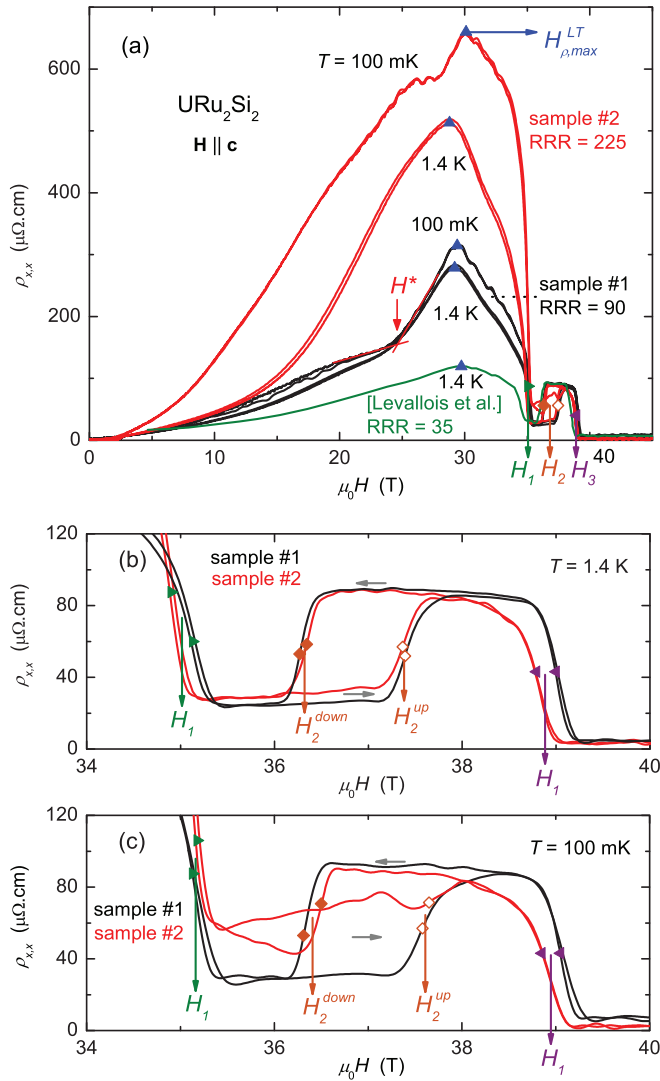 (a)
T = 100 mK
H^{LT}_{ρ,max}
600
URu₂Si₂
H || c
sample #2
RRR = 225
1.4 K
400
ρ_{x,x} (μΩ.cm)
100 mK
H*
sample #1
RRR = 90
1.4 K
200
1.4 K
[Levallois et al.]
RRR = 35
0
0 10 20 30 40
H₁ H₂ H₃
μ₀H (T)
(b)
sample #1
sample #2
T = 1.4 K
120
80
40
0
ρ_{x,x} (μΩ.cm)
H₁
H₂^{down}
H₂^{up}
H₁
34 36 38 40
μ₀H (T)
(c)
T = 100 mK
120
80
40
0
ρ_{x,x} (μΩ.cm)
sample #1
sample #2
H₁
H₂^{down}
H₂^{up}
H₁
34 36 38 40
μ₀H (T)